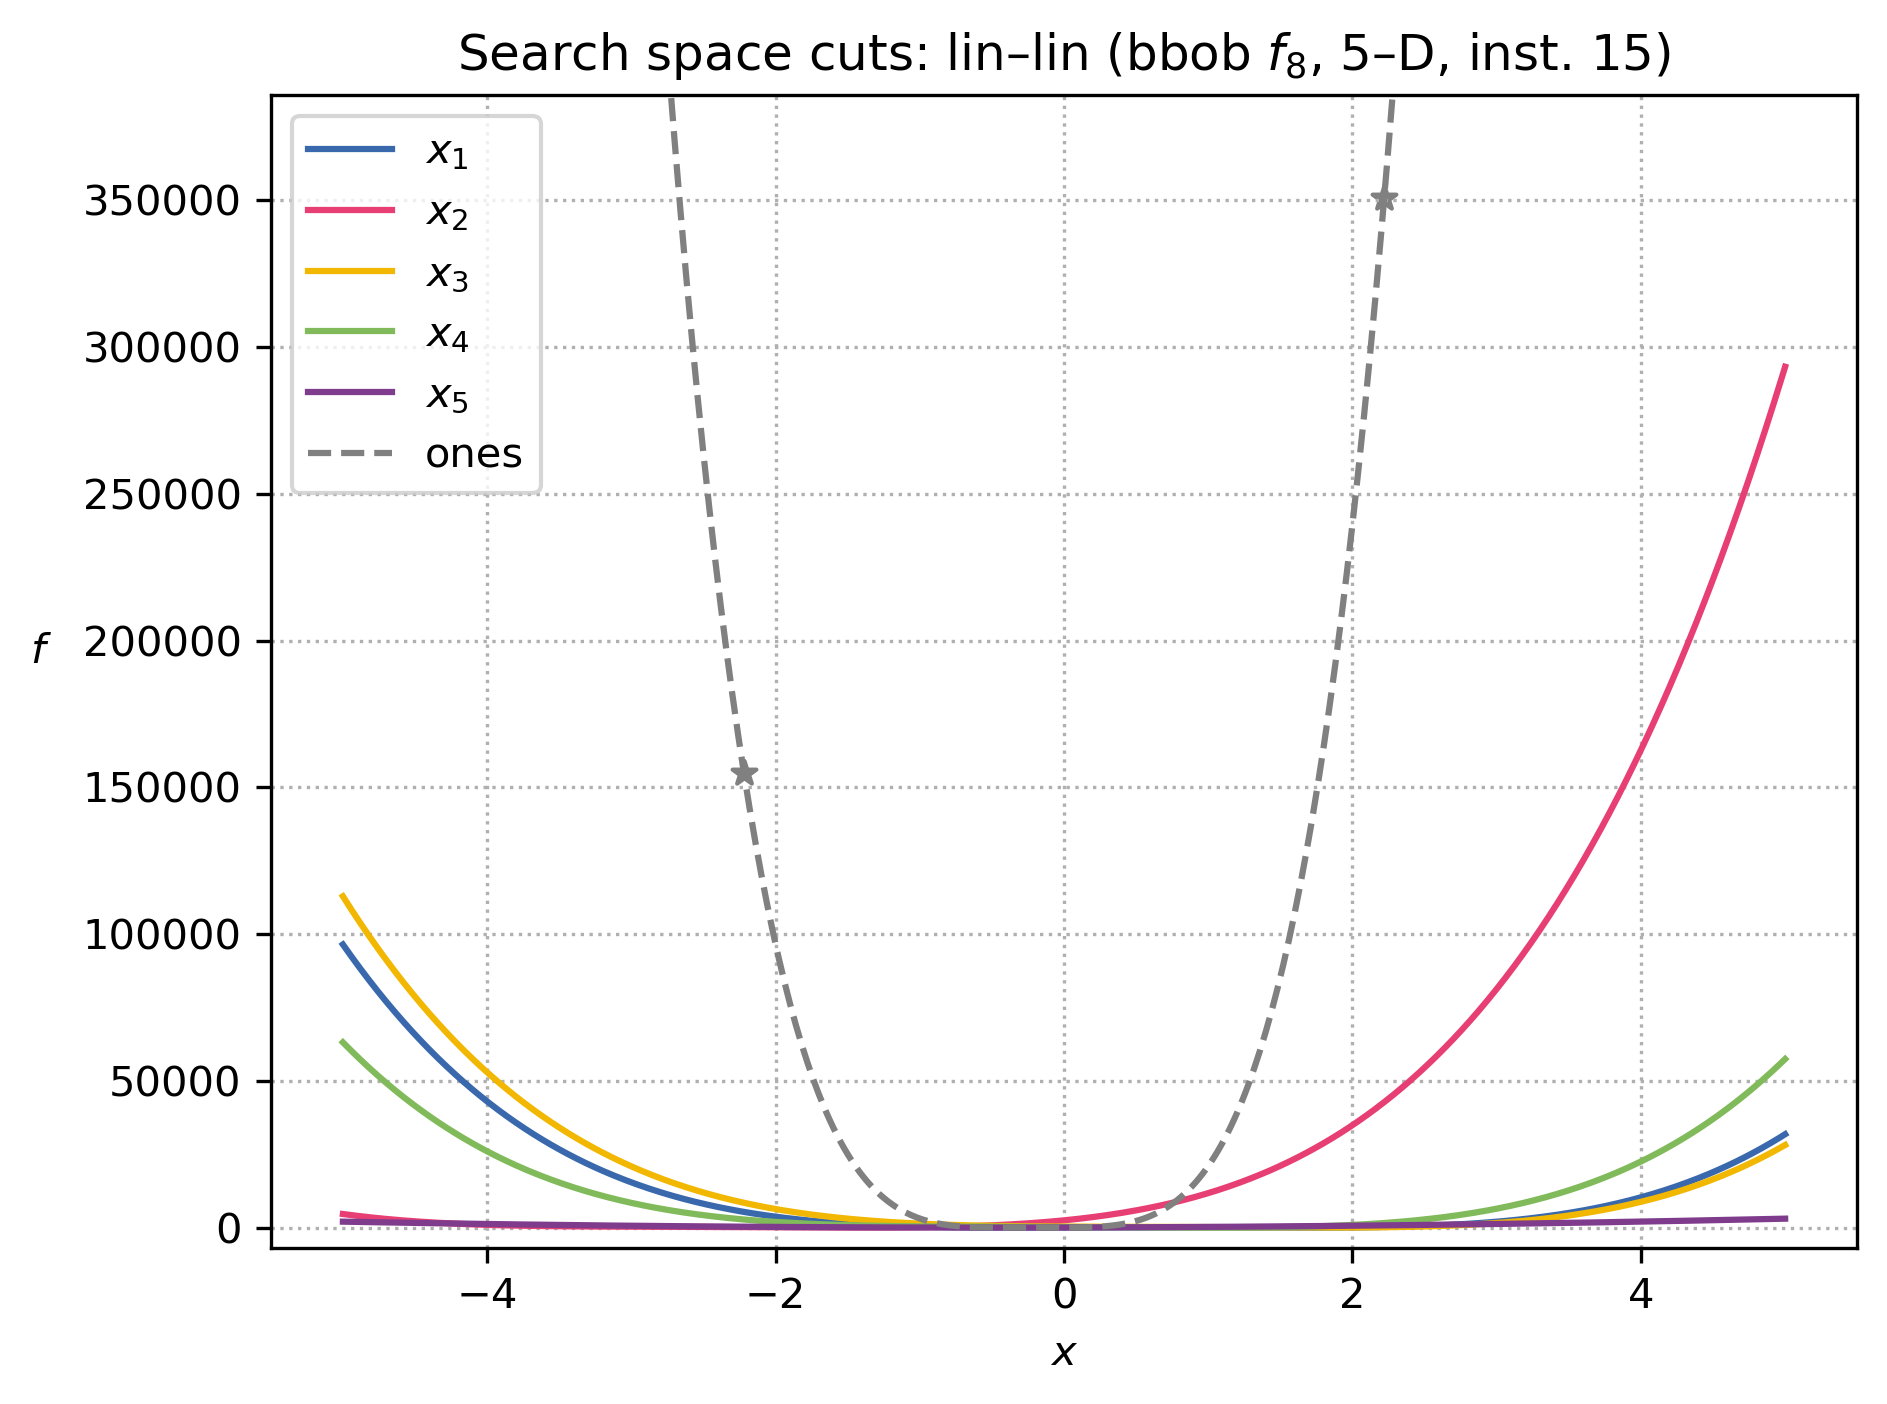 Search space cuts: lin–lin (bbob f₈, 5–D, inst. 15)
x₁
x₂
x₃
x₄
x₅
ones
350000
300000
250000
200000
150000
100000
50000
0
f
−4 −2 0 2 4
x